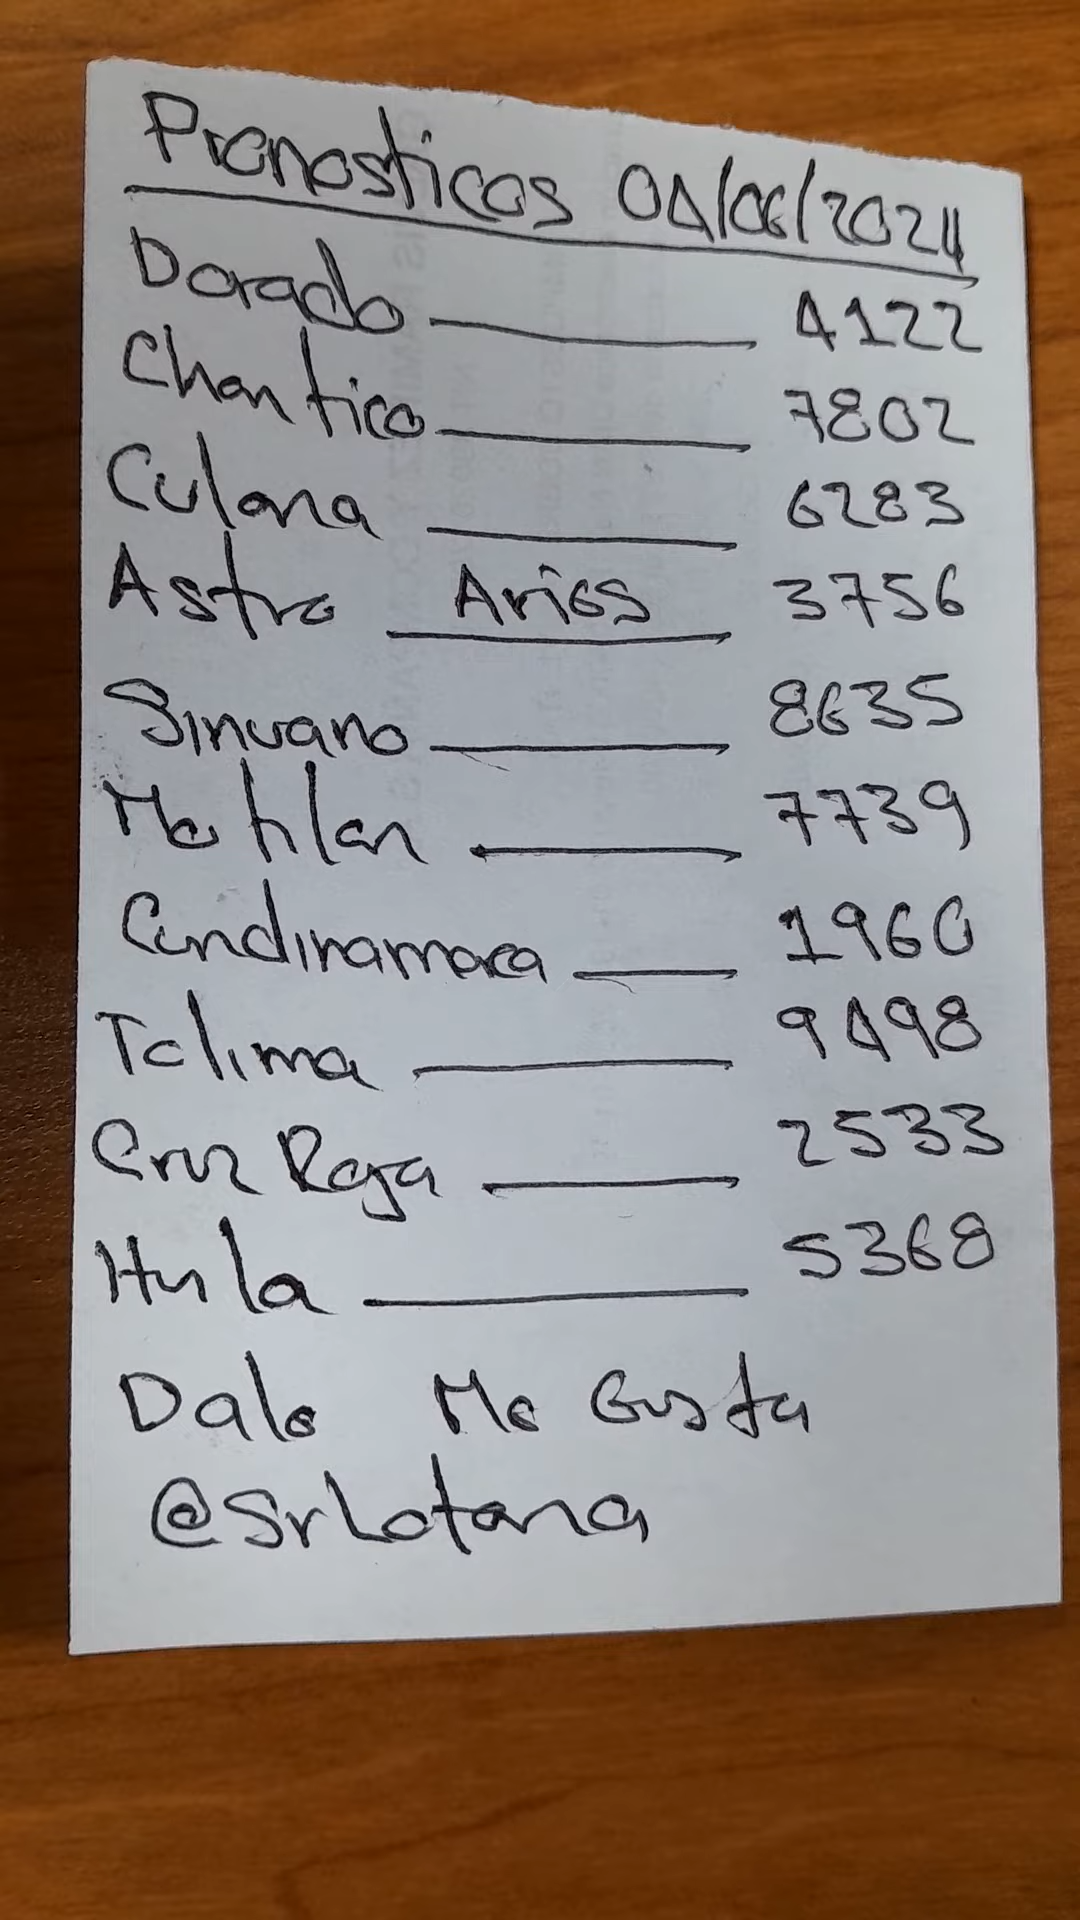 Pronosticos 04/06/2024
Dorado 4122
Chontico 7802
Culona 6283
Astro Aries 3756
Sinuano 8635
Motilon 7739
Cundinamarca 1960
Tolima 9498
Cruz Roja 2533
Huila 5368
Dale Me Gusta
@SrLotana